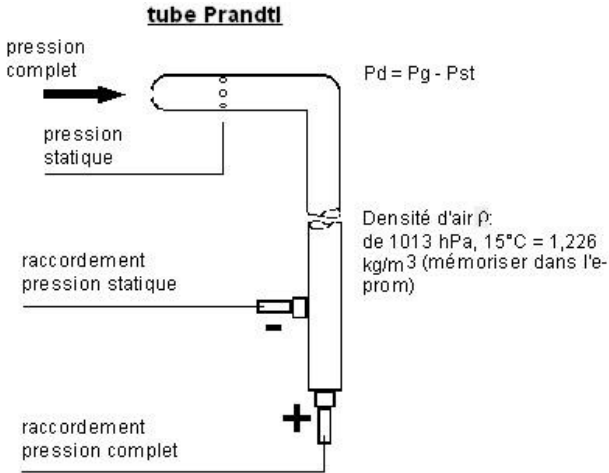 tube Prandtl
pression
complet
Pd = Pg - Pst
pression
statique
Densité d'air ρ:
de 1013 hPa, 15°C = 1,226
kg/m3 (mémoriser dans l'e-
prom)
raccordement
pression statique
-
+
raccordement
pression complet